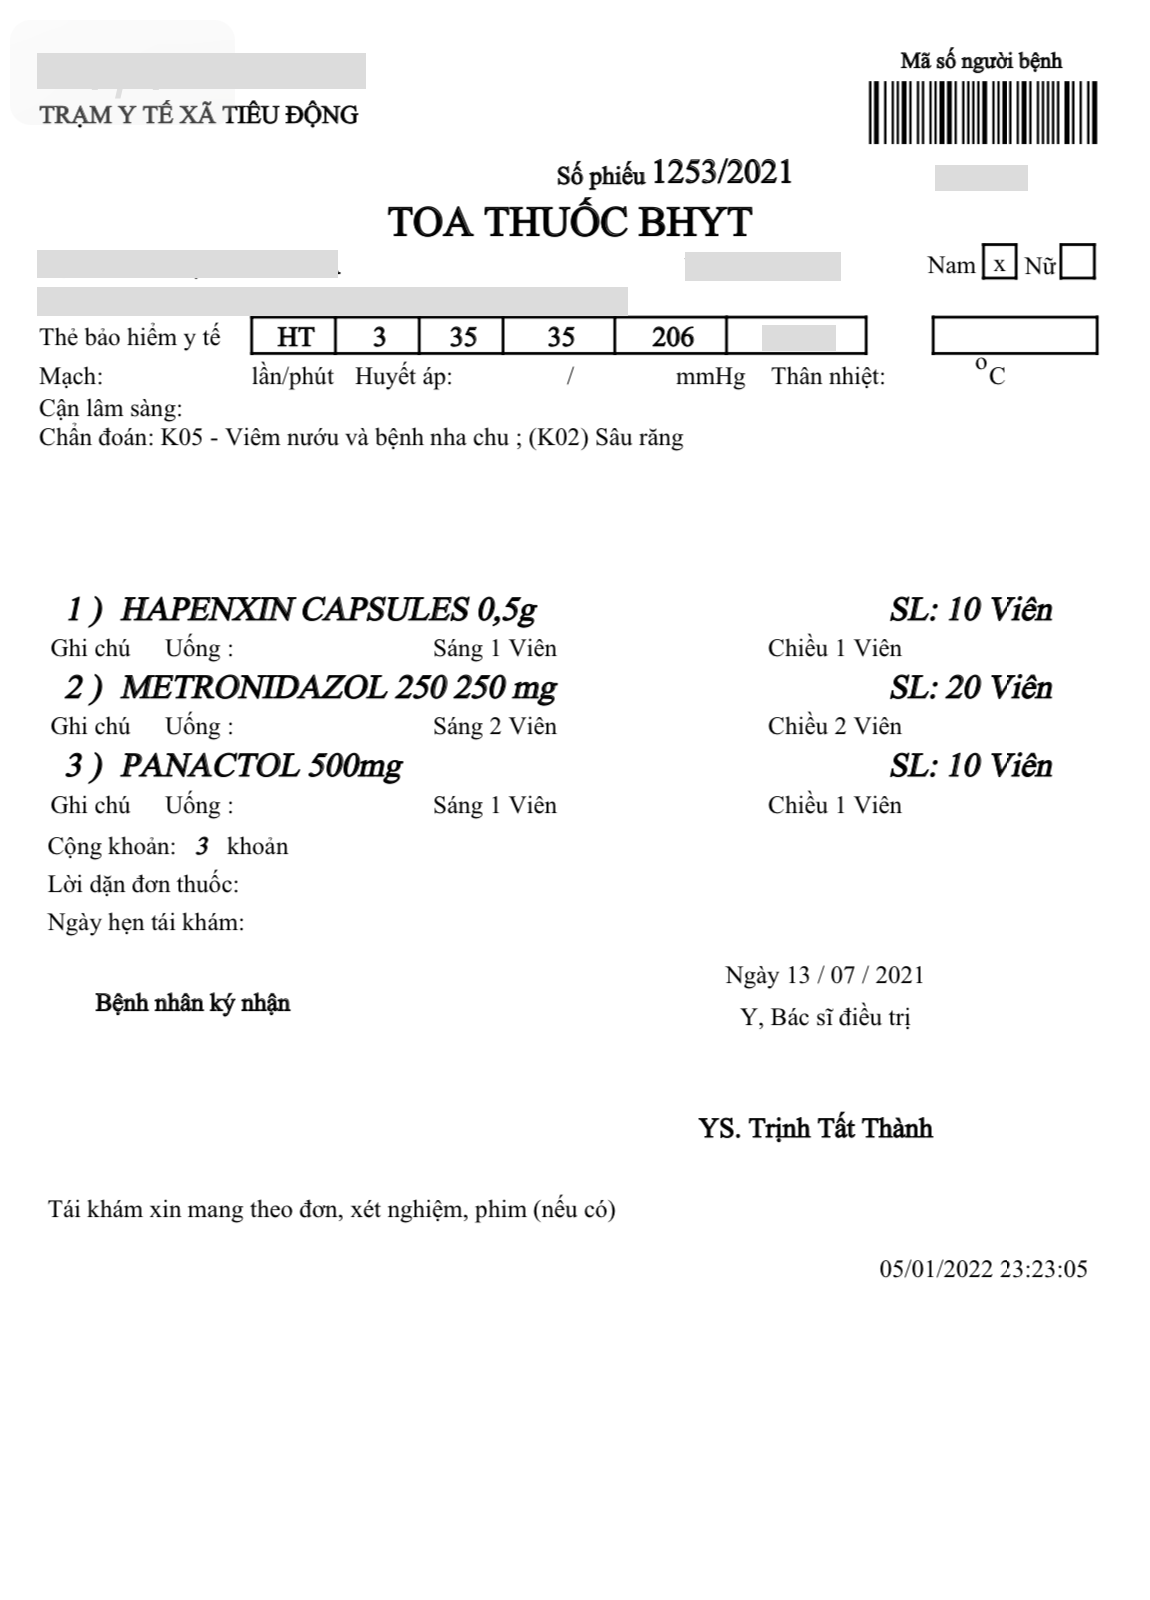 Mã số người bệnh
TRẠM Y TẾ XÃ TIÊU ĐỘNG
Số phiếu 1253/2021
TOA THUỐC BHYT
Nam x Nữ
Thẻ bảo hiểm y tế HT 3 35 35 206
Mạch: lần/phút Huyết áp: / mmHg Thân nhiệt: oC
Cận lâm sàng:
Chẩn đoán: K05 - Viêm nướu và bệnh nha chu ; (K02) Sâu răng
1 ) HAPENXIN CAPSULES 0,5g SL: 10 Viên
Ghi chú Uống : Sáng 1 Viên Chiều 1 Viên
2 ) METRONIDAZOL 250 250 mg SL: 20 Viên
Ghi chú Uống : Sáng 2 Viên Chiều 2 Viên
3 ) PANACTOL 500mg SL: 10 Viên
Ghi chú Uống : Sáng 1 Viên Chiều 1 Viên
Cộng khoản: 3 khoản
Lời dặn đơn thuốc:
Ngày hẹn tái khám:
Ngày 13 / 07 / 2021
Bệnh nhân ký nhận
Y, Bác sĩ điều trị
YS. Trịnh Tất Thành
Tái khám xin mang theo đơn, xét nghiệm, phim (nếu có)
05/01/2022 23:23:05